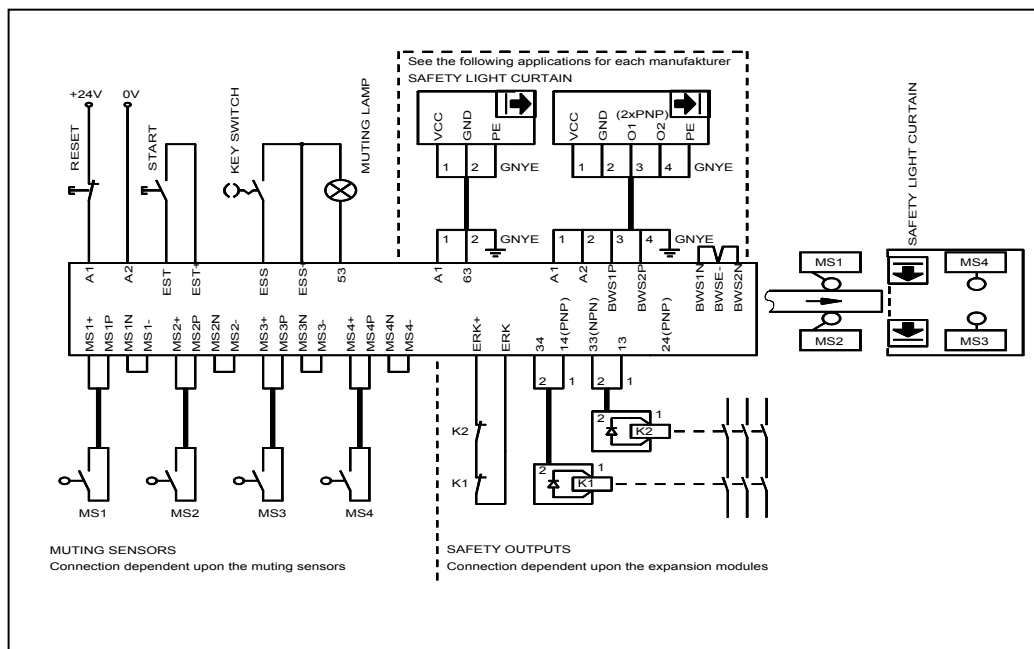 See the following applications for each manufakturer
SAFETY LIGHT CURTAIN
+24V
0V
RESET
START
KEY SWITCH
MUTING LAMP
VCC
GND
PE
VCC
GND
(2xPNP)
O1
O2
PE
1
2
GNYE
1
2
3
4
GNYE
1
2
GNYE
1
2
3
4
GNYE
A1
A2
EST
EST+
ESS
ESS+
53
A1
63
A1
A2
BWS1P
BWS2P
BWS1N
BWSE-
BWS2N
SAFETY LIGHT CURTAIN
MS1
MS4
MS2
MS3
MS1+
MS1P
MS1N
MS1-
MS2+
MS2P
MS2N
MS2-
MS3+
MS3P
MS3N
MS3-
MS4+
MS4P
MS4N
MS4-
ERK+
ERK
34
14(PNP)
33(NPN)
13
24(PNP)
2
1
2
1
K2
K1
2
1
K2
2
1
K1
MS1
MS2
MS3
MS4
MUTING SENSORS
Connection dependent upon the muting sensors
SAFETY OUTPUTS
Connection dependent upon the expansion modules